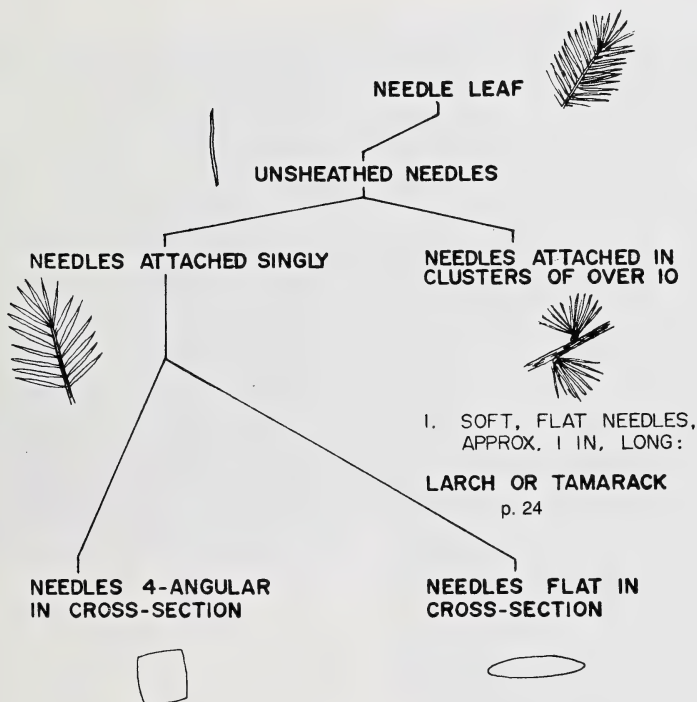 NEEDLE LEAF
UNSHEATHED NEEDLES
NEEDLES ATTACHED SINGLY
NEEDLES ATTACHED IN
CLUSTERS OF OVER 10
1. SOFT, FLAT NEEDLES,
APPROX. 1 IN. LONG:
LARCH OR TAMARACK
p. 24
NEEDLES 4-ANGULAR
IN CROSS-SECTION
NEEDLES FLAT IN
CROSS-SECTION